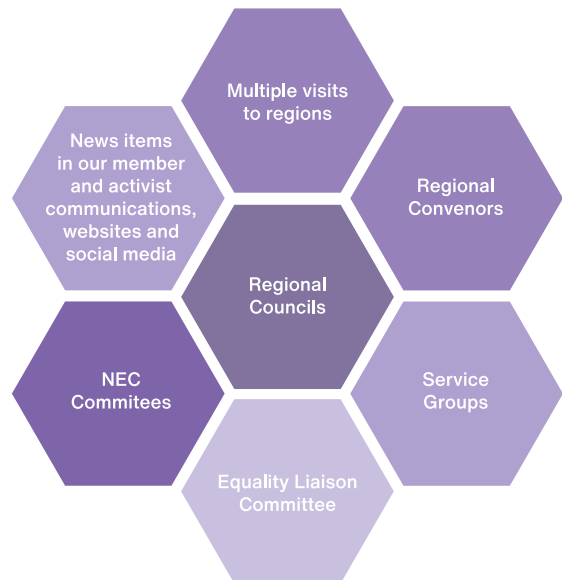 Multiple visits
to regions
News items
in our member
and activist
communications,
websites and
social media
Regional
Convenors
Regional
Councils
NEC
Commitees
Service
Groups
Equality Liaison
Committee